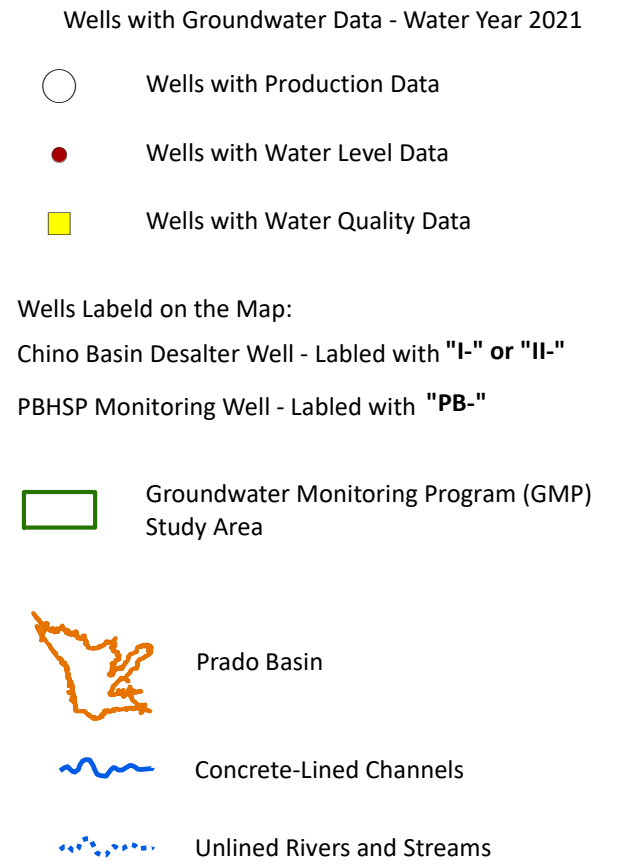 Wells with Groundwater Data - Water Year 2021
Wells with Production Data
Wells with Water Level Data
Wells with Water Quality Data
Wells Labeld on the Map:
Chino Basin Desalter Well - Labled with "I-" or "II-"
PBHSP Monitoring Well - Labled with "PB-"
Groundwater Monitoring Program (GMP)
Study Area
Prado Basin
Concrete-Lined Channels
Unlined Rivers and Streams